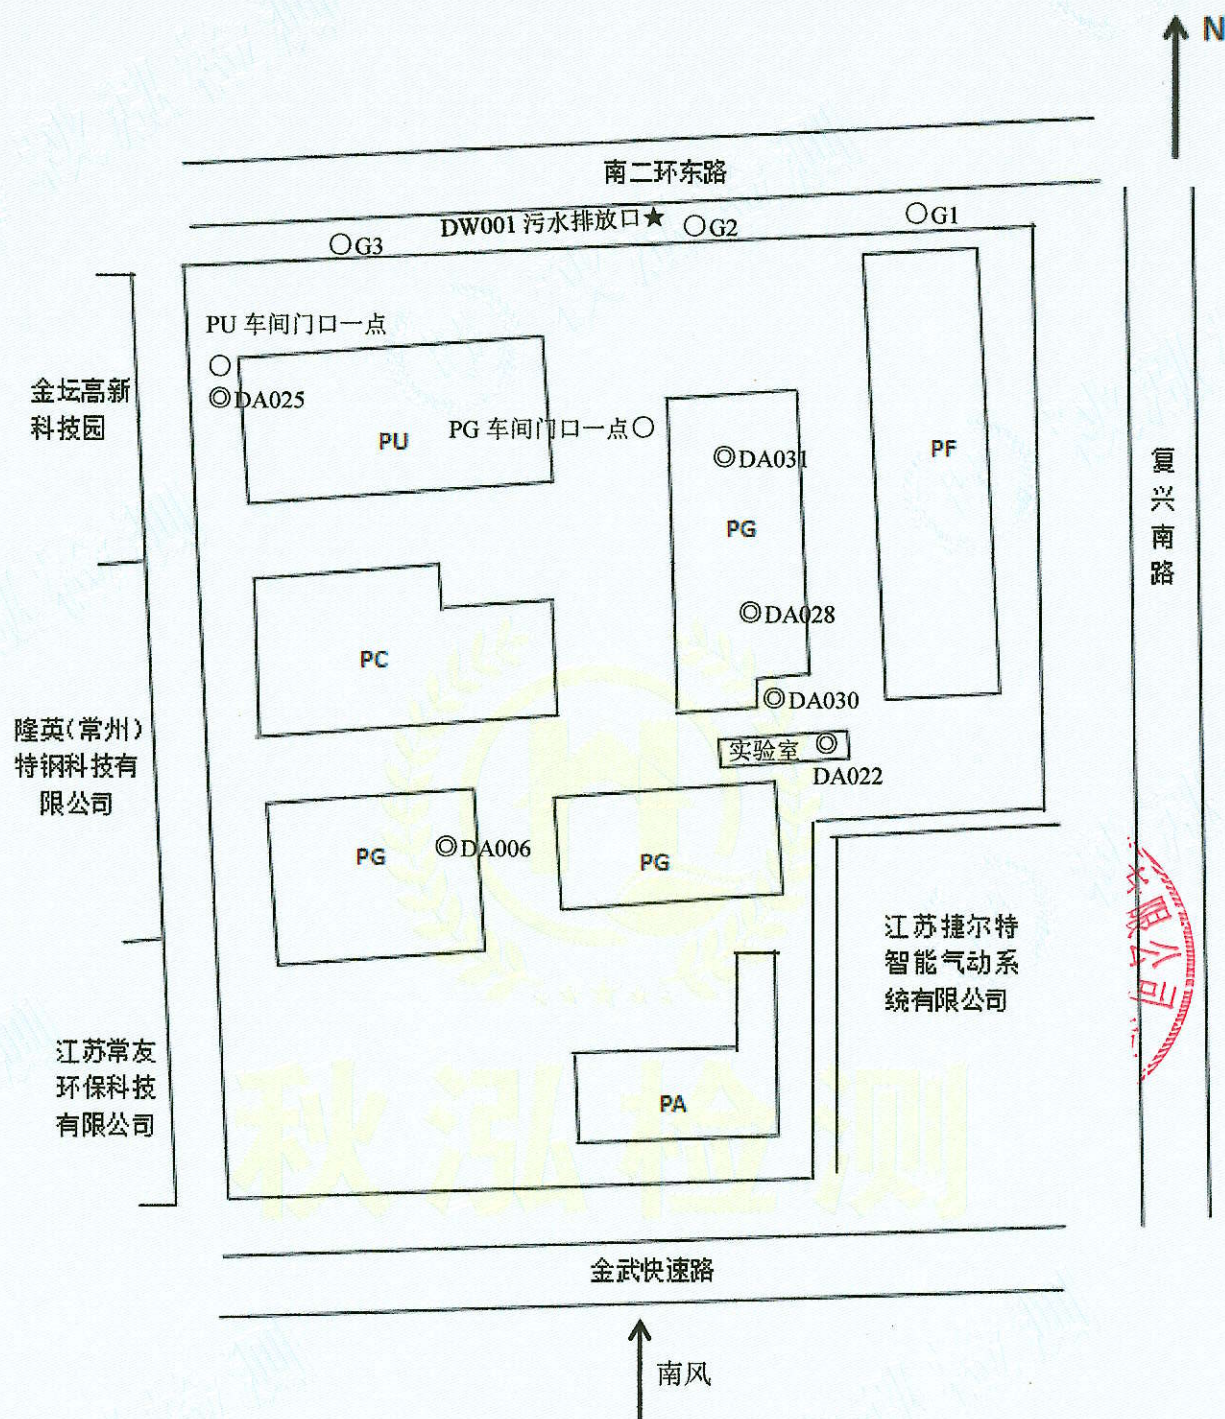 N
南二环东路
DW001 污水排放口★
G2
G1
G3
PU 车间门口一点
金坛高新
科技园
DA025
PU
PG 车间门口一点
DA031
PF
复
兴
南
路
PG
DA028
PC
DA030
隆英(常州)
特钢科技有
限公司
实验室
DA022
PG
DA006
PG
江苏捷尔特
智能气动系
统有限公司
限公司
江苏常友
环保科技
有限公司
PA
秋泓检测
金武快速路
南风